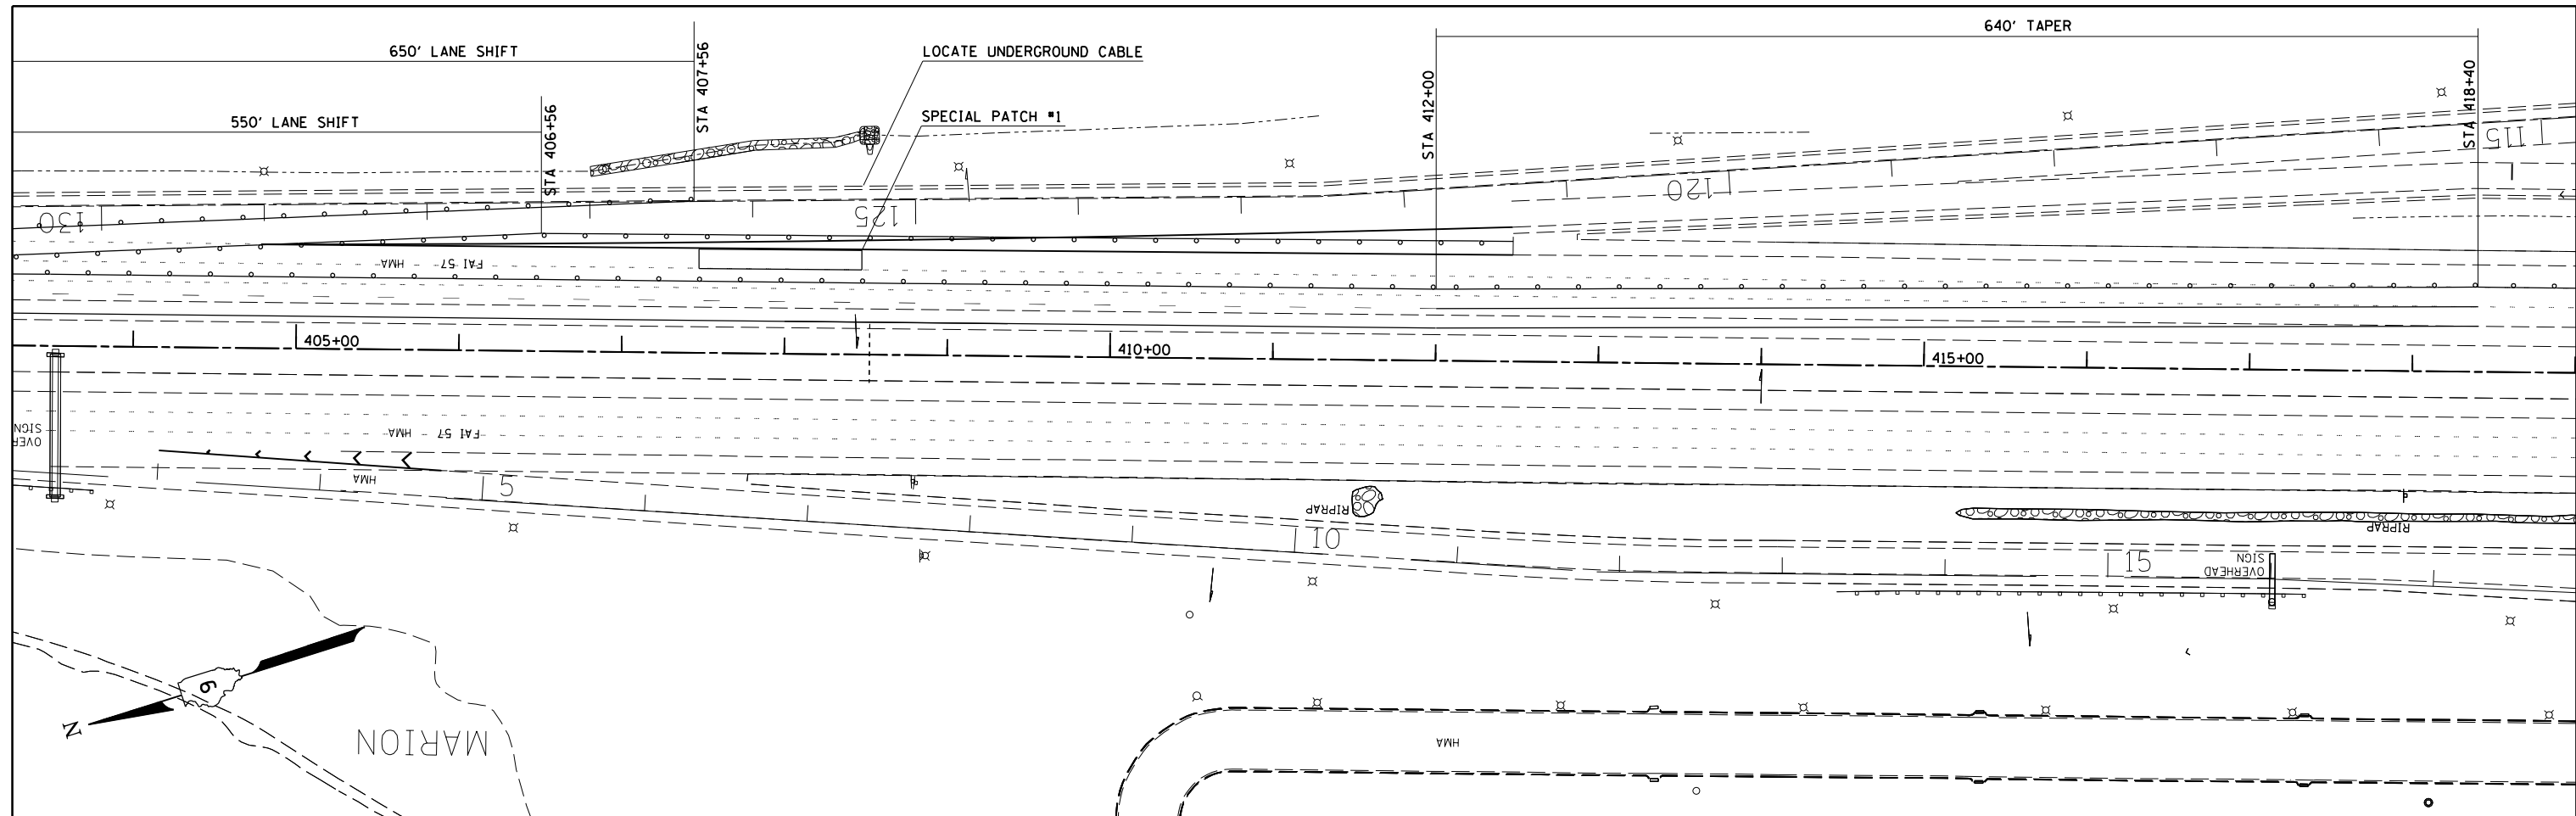 640' TAPER
650' LANE SHIFT
LOCATE UNDERGROUND CABLE
STA 407+56
STA 412+00
STA 418+40
550' LANE SHIFT
STA 406+56
SPECIAL PATCH #1
130
125
120
115
FAI 57 HMA
405+00
410+00
415+00
OVER
SIGN
FAI 57 HMA
HMA
5
RIPRAP
10
RIPRAP
15
OVERHEAD
SIGN
6
N
MARION
HMA